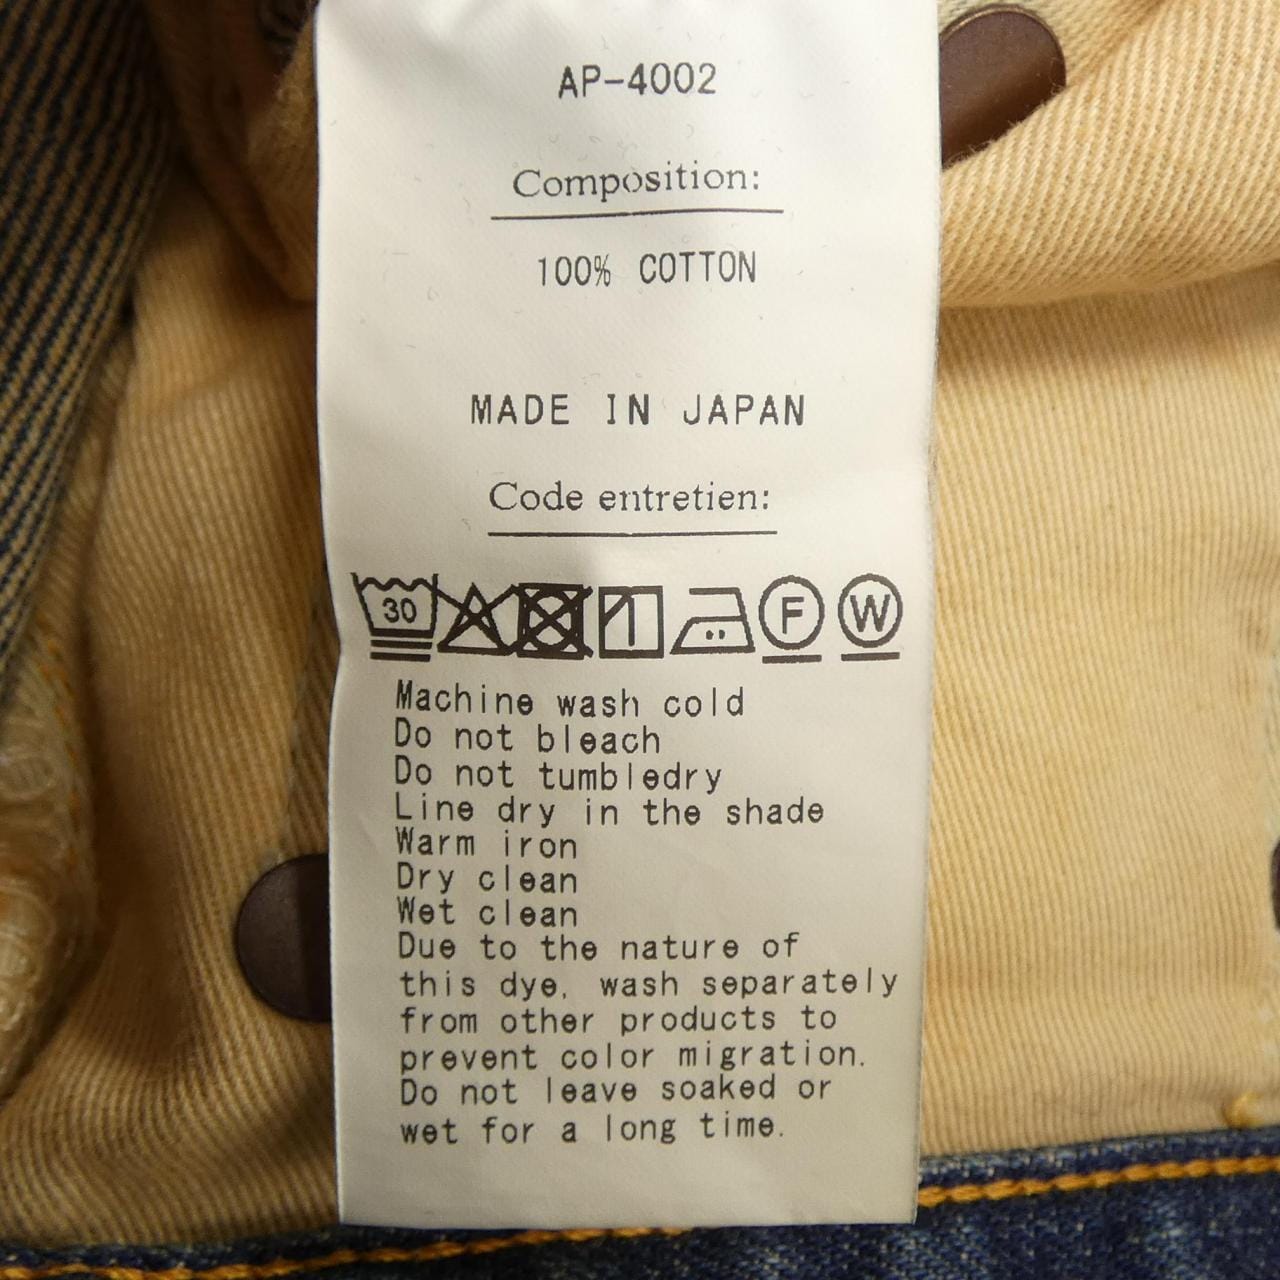 AP-4002
Composition:
100% COTTON
MADE IN JAPAN
Code entretien:
30 F W
Machine wash cold
Do not bleach
Do not tumbledry
Line dry in the shade
Warm iron
Dry clean
Wet clean
Due to the nature of
this dye, wash separately
from other products to
prevent color migration.
Do not leave soaked or
wet for a long time.